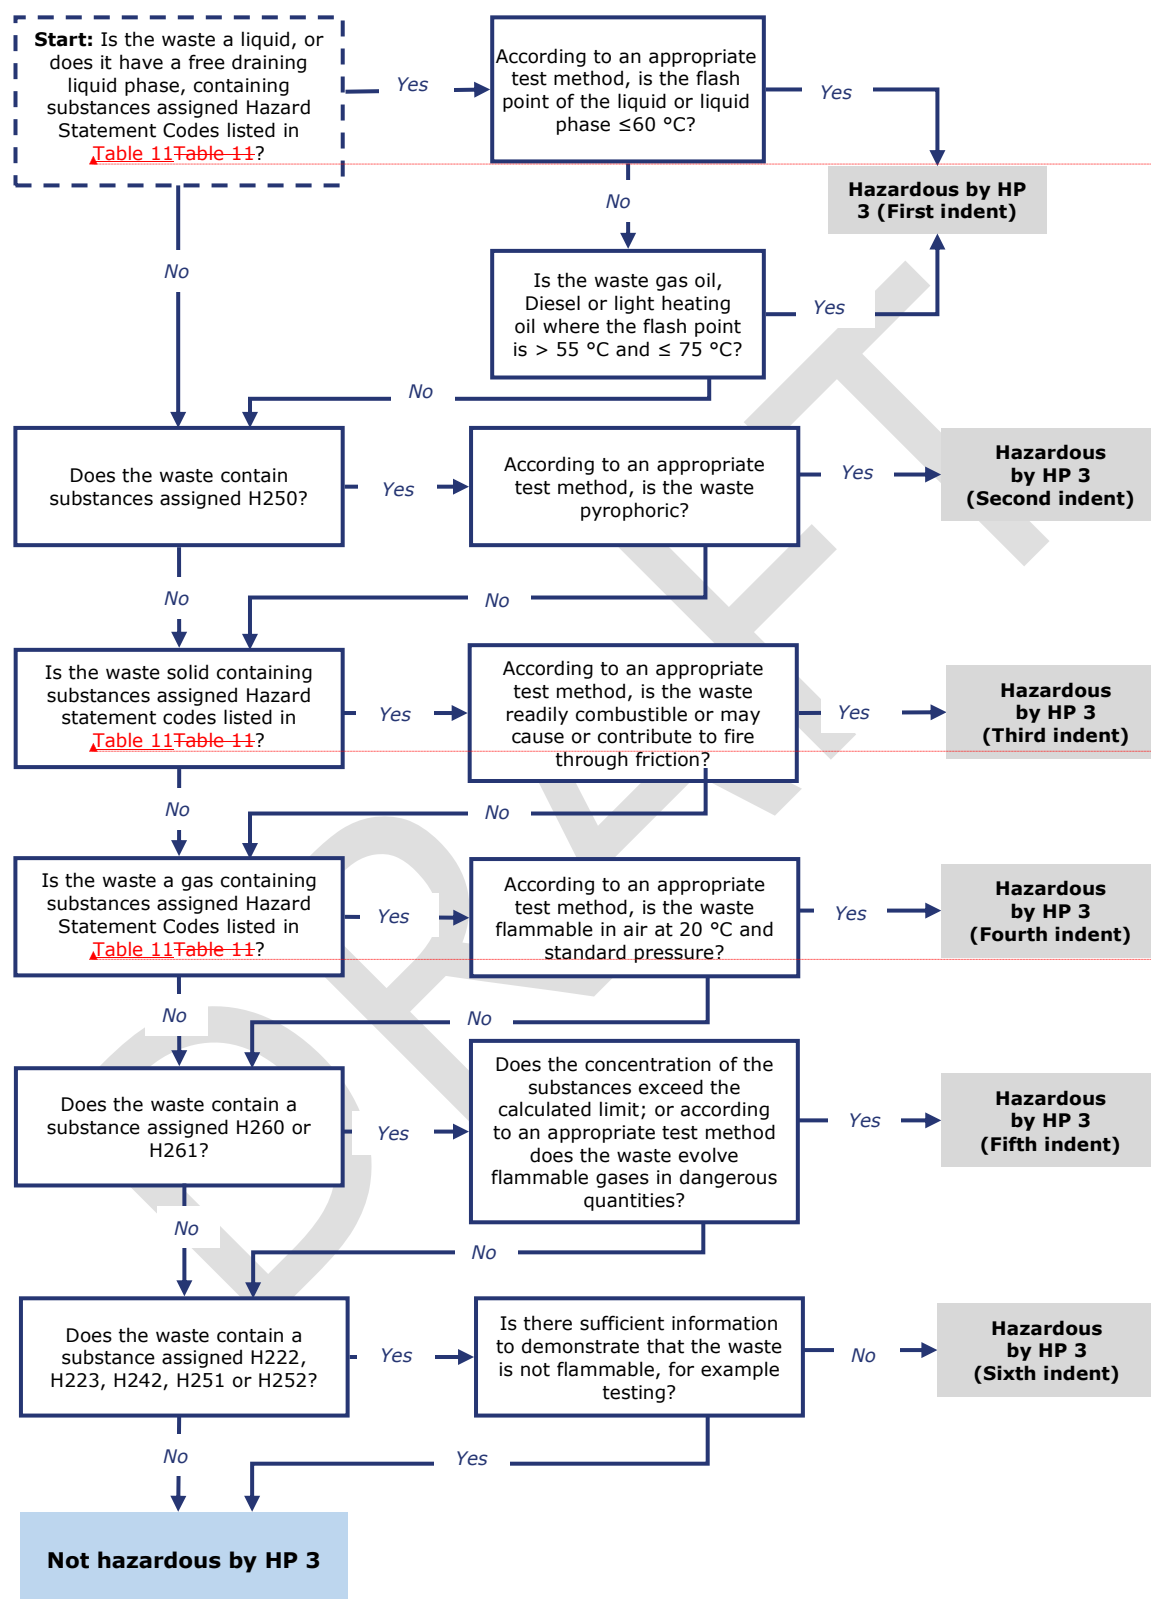 Start: Is the waste a liquid, or
does it have a free draining
liquid phase, containing
substances assigned Hazard
Statement Codes listed in
Table 11Table 11?
Yes
According to an appropriate
test method, is the flash
point of the liquid or liquid
phase ≤60 °C?
Yes
Hazardous by HP
3 (First indent)
No
No
Is the waste gas oil,
Diesel or light heating
oil where the flash point
is > 55 °C and ≤ 75 °C?
Yes
No
Does the waste contain
substances assigned H250?
Yes
According to an appropriate
test method, is the waste
pyrophoric?
Yes
Hazardous
by HP 3
(Second indent)
No
No
Is the waste solid containing
substances assigned Hazard
statement codes listed in
Table 11Table 11?
Yes
According to an appropriate
test method, is the waste
readily combustible or may
cause or contribute to fire
through friction?
Yes
Hazardous
by HP 3
(Third indent)
No
No
Is the waste a gas containing
substances assigned Hazard
Statement Codes listed in
Table 11Table 11?
Yes
According to an appropriate
test method, is the waste
flammable in air at 20 °C and
standard pressure?
Yes
Hazardous
by HP 3
(Fourth indent)
No
No
Does the waste contain a
substance assigned H260 or
H261?
Yes
Does the concentration of the
substances exceed the
calculated limit; or according
to an appropriate test method
does the waste evolve
flammable gases in dangerous
quantities?
Yes
Hazardous
by HP 3
(Fifth indent)
No
No
Does the waste contain a
substance assigned H222,
H223, H242, H251 or H252?
Yes
Is there sufficient information
to demonstrate that the waste
is not flammable, for example
testing?
No
Hazardous
by HP 3
(Sixth indent)
No
Yes
Not hazardous by HP 3
DRAFT